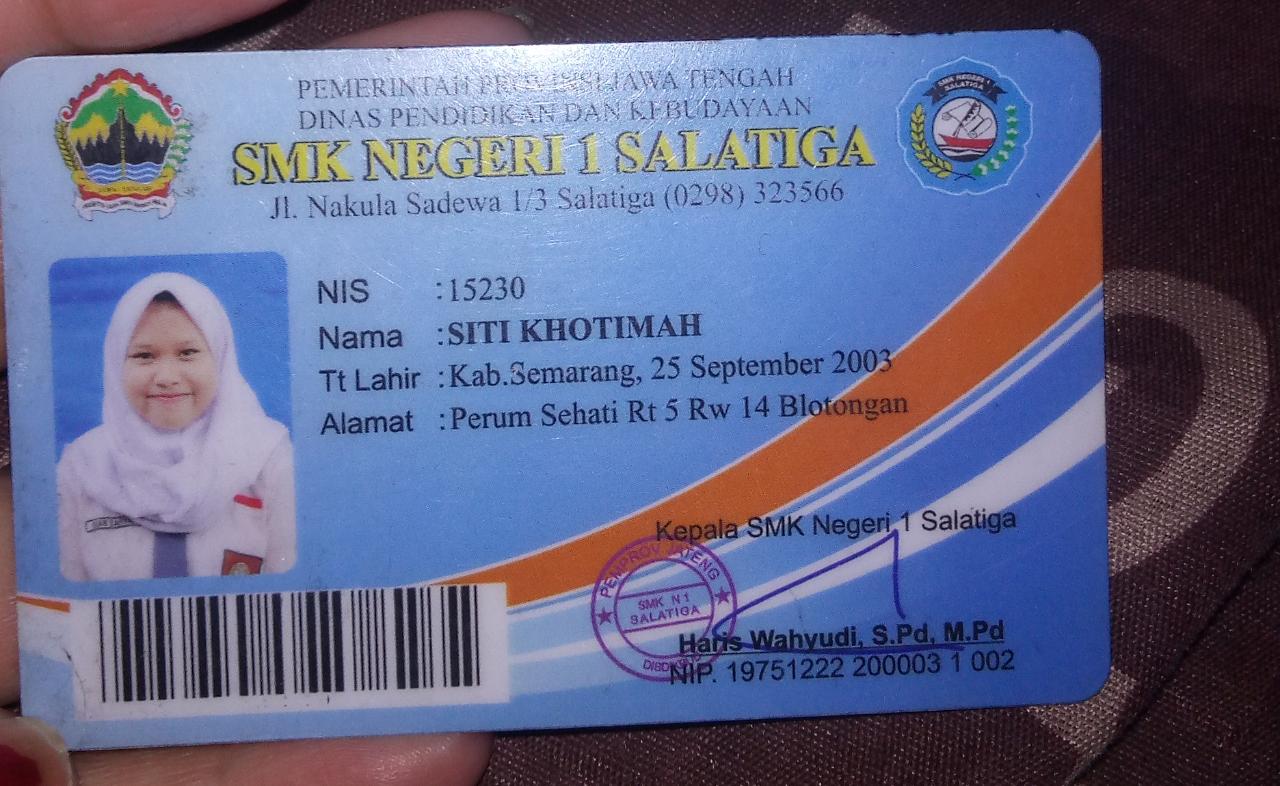 PEMERINTAH PROVINSI JAWA TENGAH
DINAS PENDIDIKAN DAN KEBUDAYAAN
SMK NEGERI 1 SALATIGA
Jl. Nakula Sadewa 1/3 Salatiga (0298) 323566
SMK NEGERI 1
SALATIGA
NIS : 15230
Nama : SITI KHOTIMAH
Tt Lahir : Kab.Semarang, 25 September 2003
Alamat : Perum Sehati Rt 5 Rw 14 Blotongan
Kepala SMK Negeri 1 Salatiga
PEMPROV JATENG
SMK N 1
SALATIGA
Haris Wahyudi, S.Pd, M.Pd
NIP. 19751222 200003 1 002